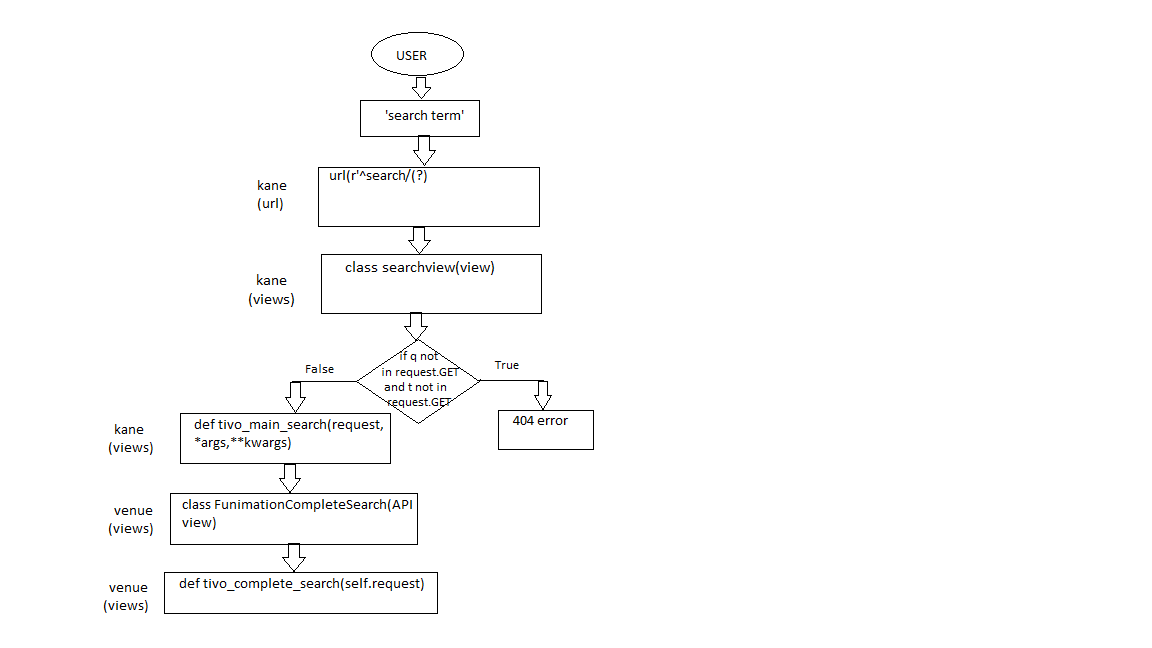 USER
'search term'
url(r'^search/(?)
kane
(url)
class searchview(view)
kane
(views)
if q not
in request.GET
and t not in
request.GET
False
True
404 error
def tivo_main_search(request,
*args,**kwargs)
kane
(views)
class FunimationCompleteSearch(API
view)
venue
(views)
def tivo_complete_search(self.request)
venue
(views)